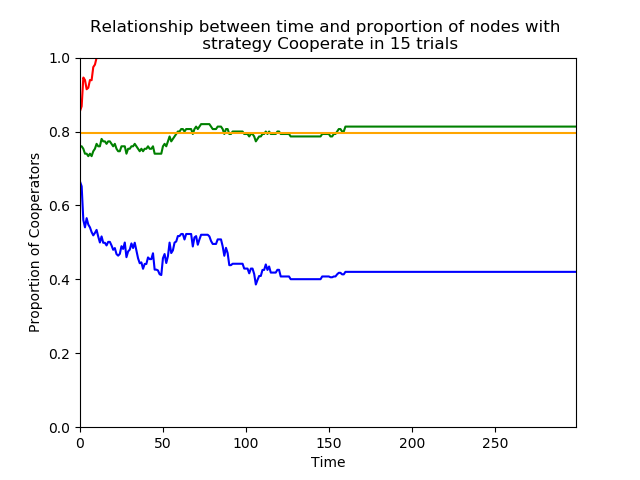 Relationship between time and proportion of nodes with
strategy Cooperate in 15 trials
1.0
0.8
0.6
0.4
0.2
0.0
Proportion of Cooperators
0 50 100 150 200 250
Time